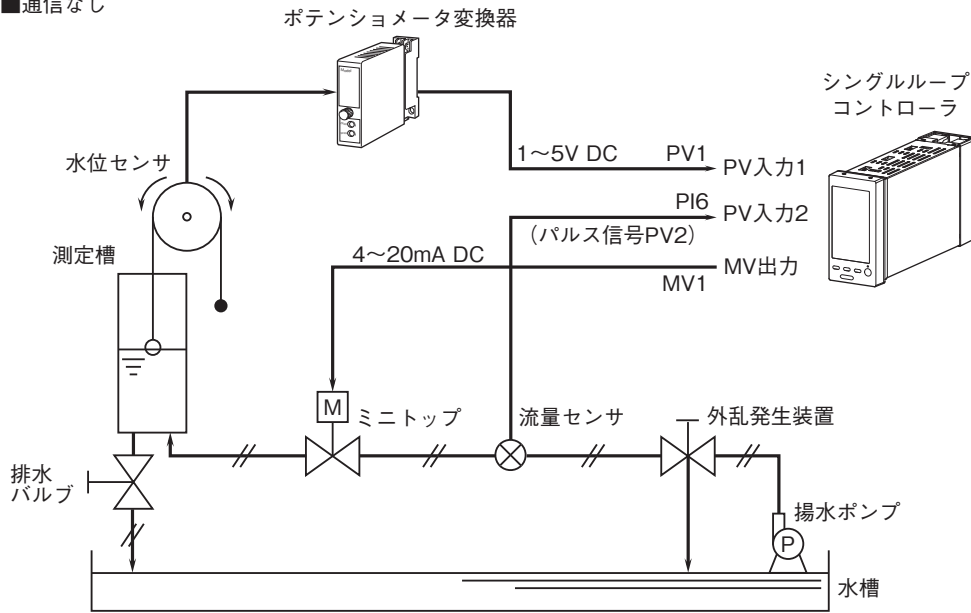 ■通信なし
ポテンショメータ変換器
シングルループ
コントローラ
水位センサ
1〜5V DC
PV1
PV入力1
PI6
PV入力2
（パルス信号PV2）
測定槽
4〜20mA DC
MV出力
MV1
M
ミニトップ
流量センサ
外乱発生装置
排水
バルブ
揚水ポンプ
P
水槽